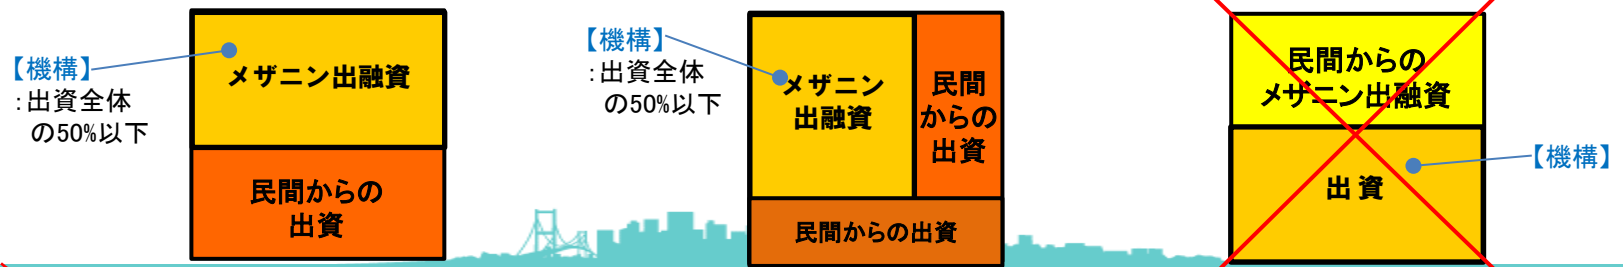 【機構】
:出資全体
の50%以下
メザニン出融資
民間からの
出資
【機構】
:出資全体
の50%以下
メザニン
出融資
民間
からの
出資
民間からの出資
民間からの
メザニン出融資
出資
【機構】